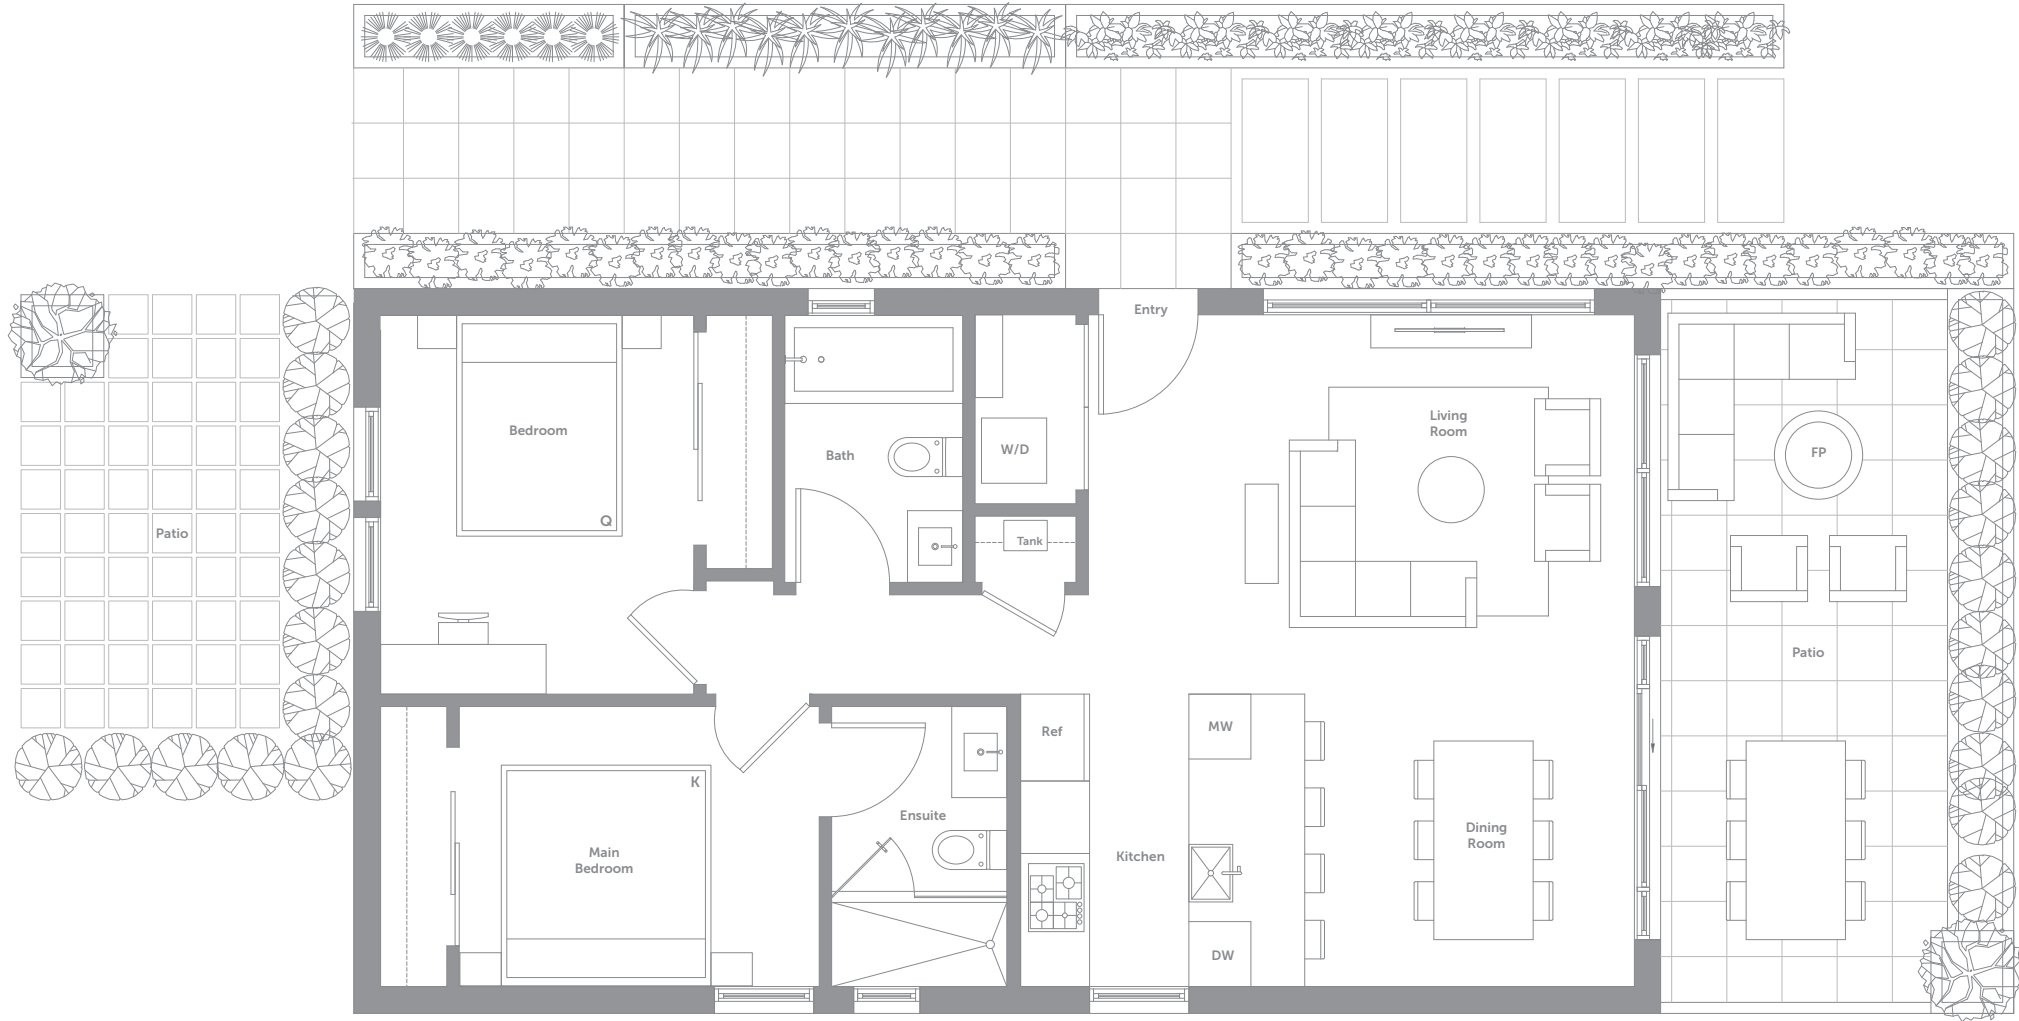 Entry
Living
Room
Bedroom
Bath
W/D
FP
Q
Patio
Tank
Patio
Ref
MW
K
Ensuite
Dining
Room
Main
Bedroom
Kitchen
DW